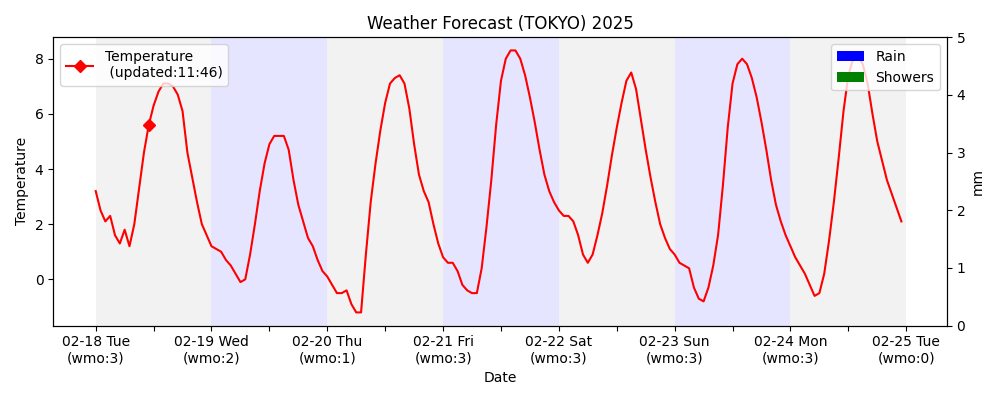 Weather Forecast (TOKYO) 2025
Temperature
(updated:11:46)
Rain
Showers
Temperature
8
6
4
2
0
5
4
3
2
1
0
mm
02-18 Tue
(wmo:3)
02-19 Wed
(wmo:2)
02-20 Thu
(wmo:1)
02-21 Fri
(wmo:3)
02-22 Sat
(wmo:3)
02-23 Sun
(wmo:3)
02-24 Mon
(wmo:3)
02-25 Tue
(wmo:0)
Date